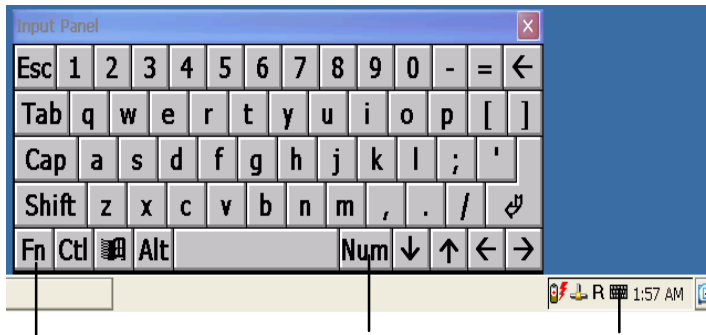 Input Panel
Esc 1 2 3 4 5 6 7 8 9 0 - = ←
Tab q w e r t y u i o p [ ]
Cap a s d f g h j k l ; '
Shift z x c v b n m , . /
Fn Ctl Alt Num ↓ ↑ ← →
R 1:57 AM